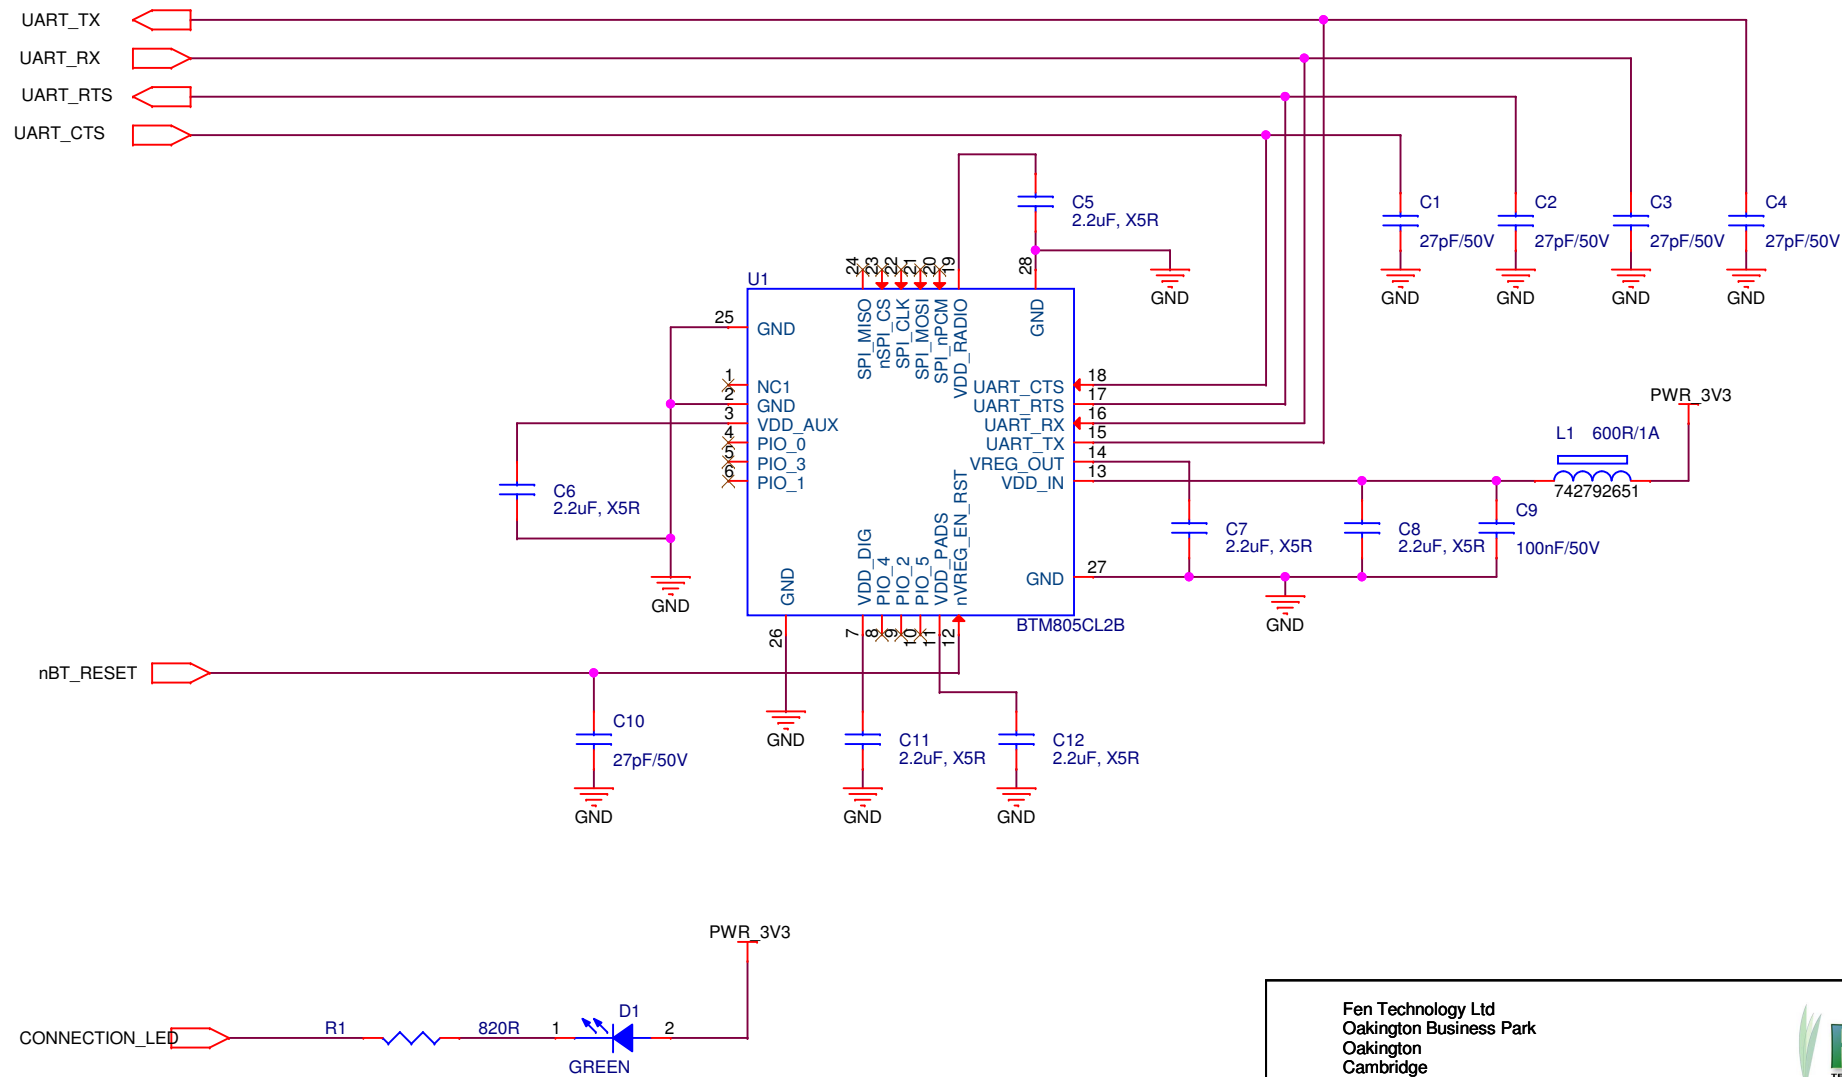 UART_TX
UART_RX
UART_RTS
UART_CTS
C5
2.2uF, X5R
C1
27pF/50V
C2
27pF/50V
C3
27pF/50V
C4
27pF/50V
GND
GND
GND
GND
GND
U1
24
23
22
21
20
19
28
SPI_MISO
nSPI_CS
SPI_CLK
SPI_MOSI
SPI_nPCM
VDD_RADIO
GND
25
GND
1
NC1
2
GND
3
VDD_AUX
4
PIO_0
5
PIO_3
6
PIO_1
UART_CTS
18
UART_RTS
17
UART_RX
16
UART_TX
15
VREG_OUT
14
VDD_IN
13
GND
27
PWR_3V3
L1 600R/1A
742792651
C6
2.2uF, X5R
GND
C7
2.2uF, X5R
C8
2.2uF, X5R
C9
100nF/50V
GND
GND
VDD_DIG
PIO_4
PIO_2
PIO_5
VDD_PADS
nVREG_EN_RST
BTM805CL2B
26
7
8
9
10
11
12
nBT_RESET
C10
27pF/50V
GND
GND
C11
2.2uF, X5R
GND
C12
2.2uF, X5R
GND
PWR_3V3
CONNECTION_LED
R1
820R
1
D1
2
GREEN
Fen Technology Ltd
Oakington Business Park
Oakington
Cambridge